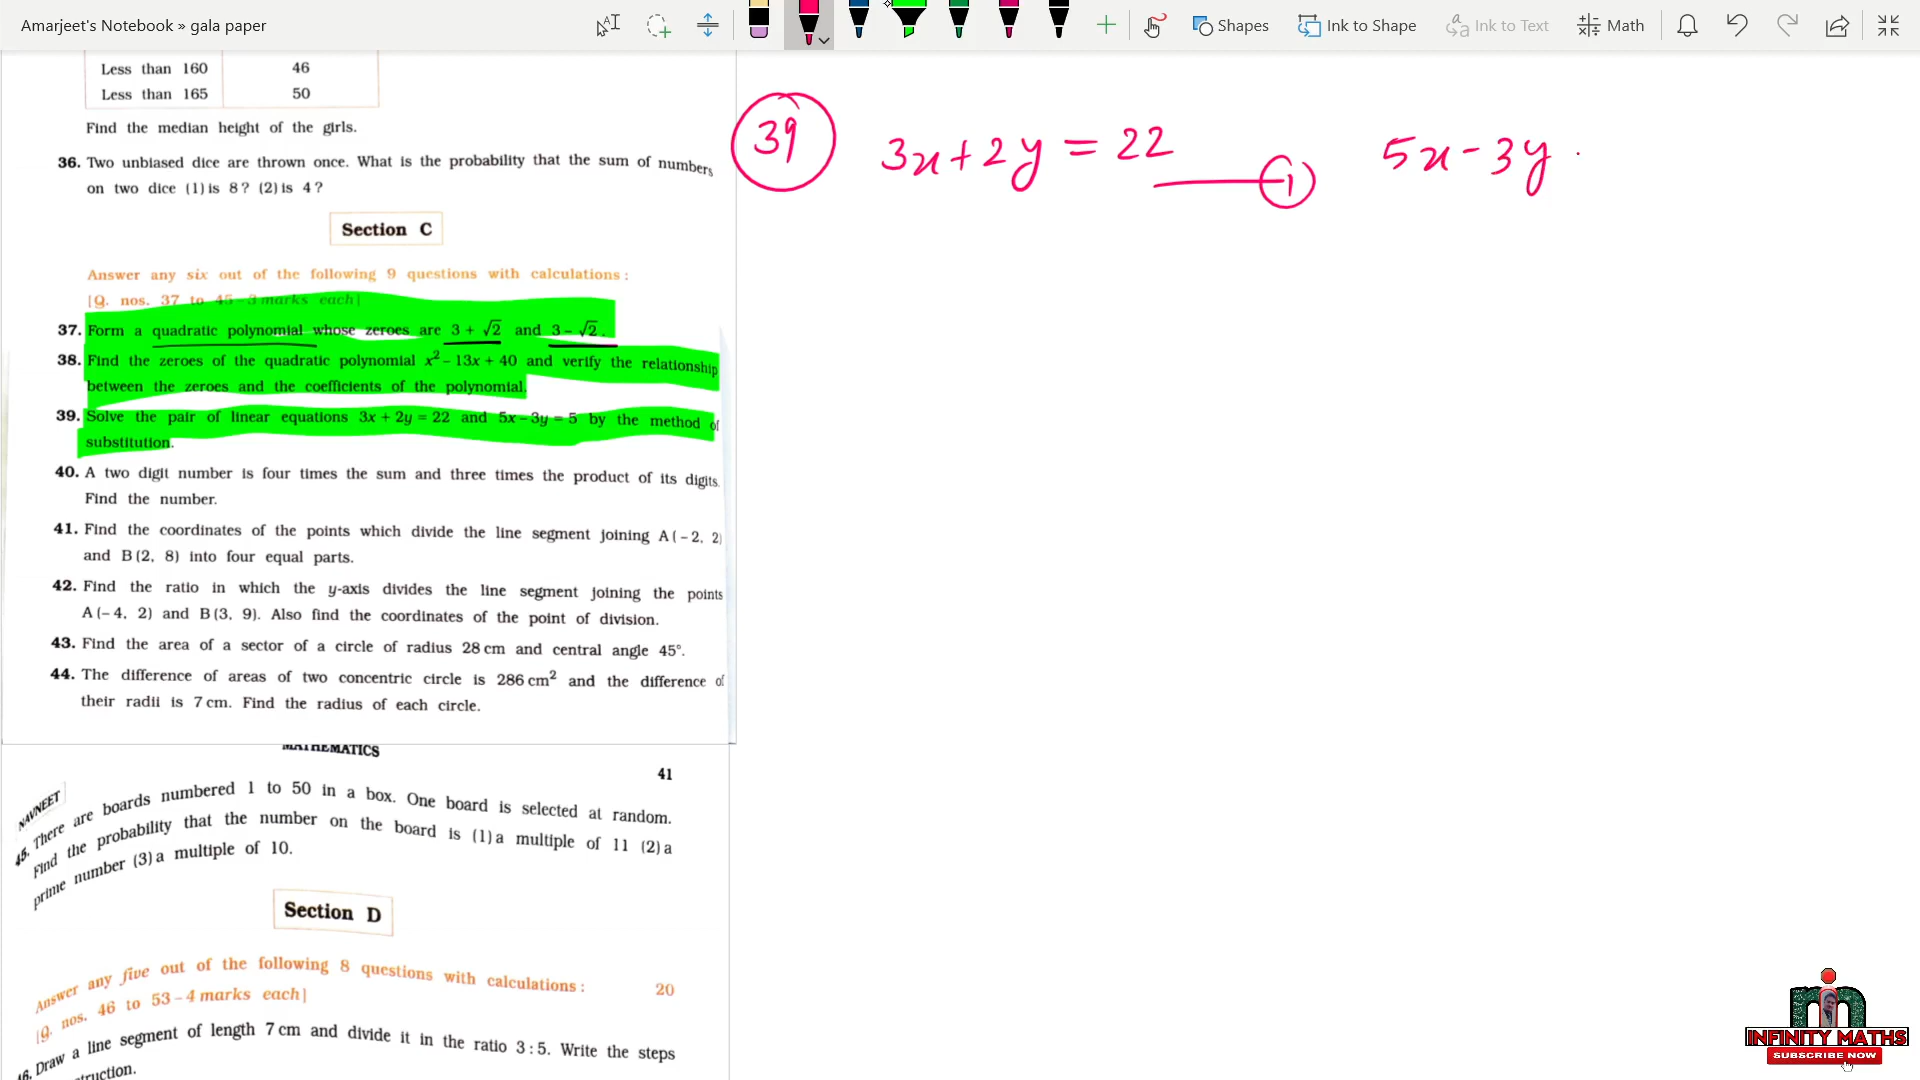 Amarjeet's Notebook » gala paper
Shapes
Ink to Shape
Ink to Text
Math
Less than 160 46
Less than 165 50
Find the median height of the girls.
36. Two unbiased dice are thrown once. What is the probability that the sum of numbers
on two dice (1) is 8? (2) is 4?
Section C
Answer any six out of the following 9 questions with calculations :
[Q. nos. 37 to 45 – 3 marks each]
37. Form a quadratic polynomial whose zeroes are 3 + √2 and 3 – √2.
38. Find the zeroes of the quadratic polynomial x² – 13x + 40 and verify the relationship
between the zeroes and the coefficients of the polynomial.
39. Solve the pair of linear equations 3x + 2y = 22 and 5x – 3y = 5 by the method of
substitution.
40. A two digit number is four times the sum and three times the product of its digits.
Find the number.
41. Find the coordinates of the points which divide the line segment joining A(– 2, 2)
and B(2, 8) into four equal parts.
42. Find the ratio in which the y-axis divides the line segment joining the points
A(– 4, 2) and B(3, 9). Also find the coordinates of the point of division.
43. Find the area of a sector of a circle of radius 28 cm and central angle 45°.
44. The difference of areas of two concentric circle is 286 cm² and the difference of
their radii is 7 cm. Find the radius of each circle.
MATHEMATICS
41
NAVNEET
45. There are boards numbered 1 to 50 in a box. One board is selected at random.
Find the probability that the number on the board is (1) a multiple of 11 (2) a
prime number (3) a multiple of 10.
Section D
Answer any five out of the following 8 questions with calculations : 20
[Q. nos. 46 to 53 – 4 marks each]
46. Draw a line segment of length 7 cm and divide it in the ratio 3 : 5. Write the steps
39 3x + 2y = 22 ——— 1 5x - 3y
INFINITY MATHS
SUBSCRIBE NOW